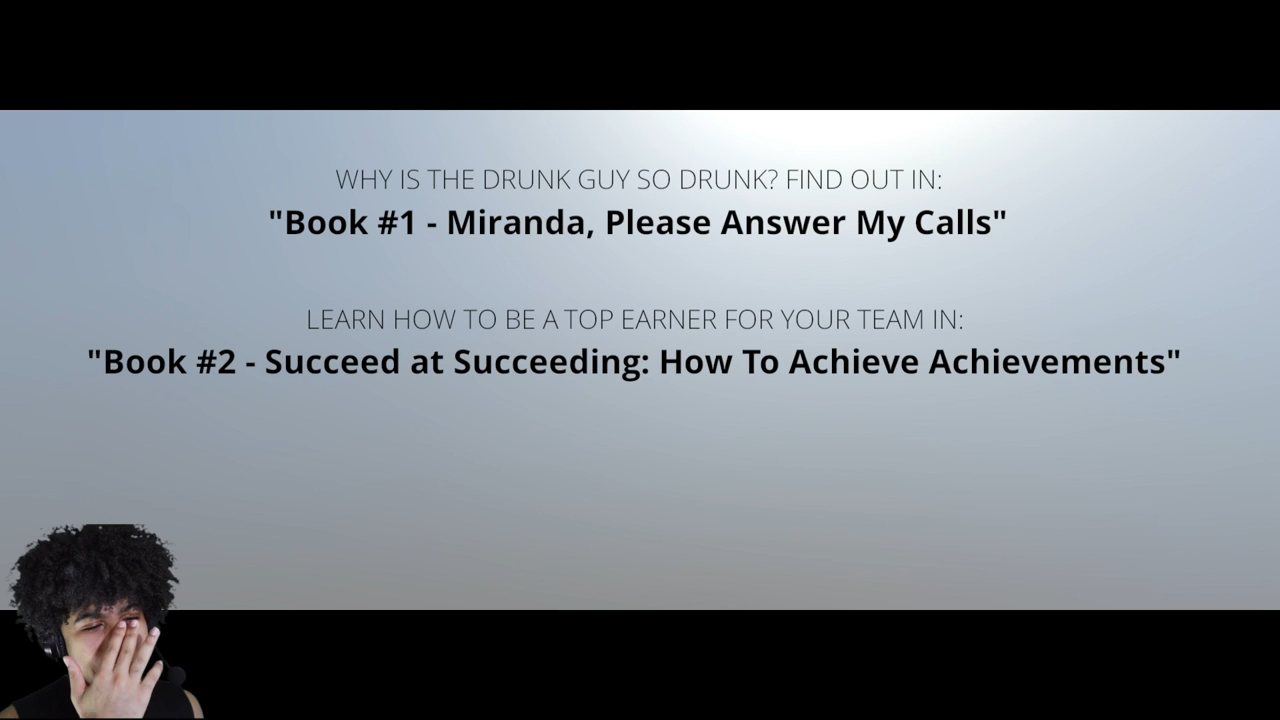 WHY IS THE DRUNK GUY SO DRUNK? FIND OUT IN:
"Book #1 - Miranda, Please Answer My Calls"
LEARN HOW TO BE A TOP EARNER FOR YOUR TEAM IN:
"Book #2 - Succeed at Succeeding: How To Achieve Achievements"